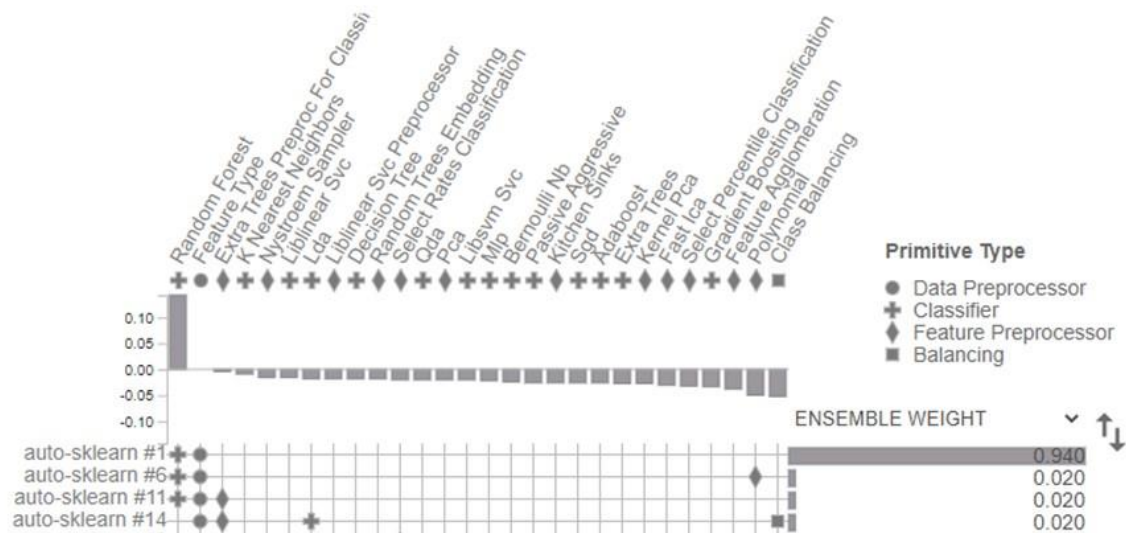 Random Forest
Feature Type
Extra Trees Preproc For Classifi
K Nearest Neighbors
Nystroem Sampler
Liblinear Svc
Lda
Liblinear Svc Preprocessor
Decision Tree
Random Trees Embedding
Select Rates Classification
Qda
Pca
Libsvm Svc
Mlp
Bernoulli Nb
Passive Aggressive
Kitchen Sinks
Sgd
Adaboost
Extra Trees
Kernel Pca
Fast Ica
Select Percentile Classification
Gradient Boosting
Feature Agglomeration
Polynomial
Class Balancing
Primitive Type
Data Preprocessor
Classifier
Feature Preprocessor
Balancing
0.10
0.05
0.00
-0.05
-0.10
ENSEMBLE WEIGHT
auto-sklearn #1 0.940
auto-sklearn #6 0.020
auto-sklearn #11 0.020
auto-sklearn #14 0.020